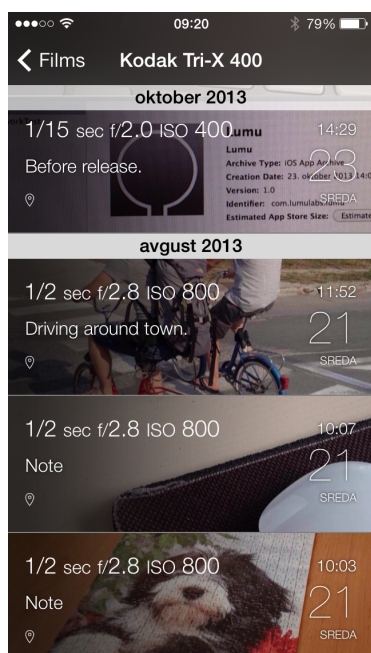 09:20
79%
Films
Kodak Tri-X 400
oktober 2013
1/15 sec f/2.0 ISO 400
14:29
Lumu
Lumu
Before release.
Archive Type: iOS App Archive
23
Creation Date: 23. oktober 2013 14:0
Version: 1.0
SREDA
Identifier: com.lumulabs.lumu
Estimated App Store Size: Estimate
avgust 2013
1/2 sec f/2.8 ISO 800
11:52
Driving around town.
21
SREDA
1/2 sec f/2.8 ISO 800
10:07
Note
21
SREDA
1/2 sec f/2.8 ISO 800
10:03
Note
21
SREDA